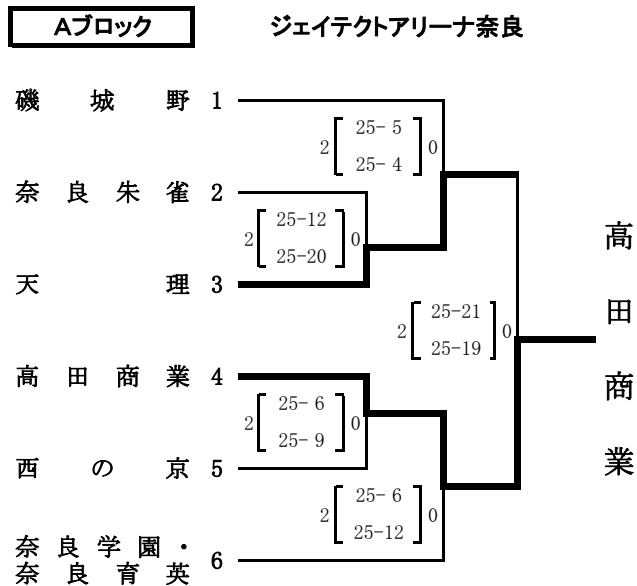 Aブロック
ジェイテクトアリーナ奈良
磯城野 1
25- 5
2 0
25- 4
奈良朱雀 2
25-12
2 0
25-20
天理 3
高田商業
25-21
2 0
25-19
高田商業 4
25- 6
2 0
25- 9
西の京 5
25- 6
2 0
25-12
奈良学園・
奈良育英 6